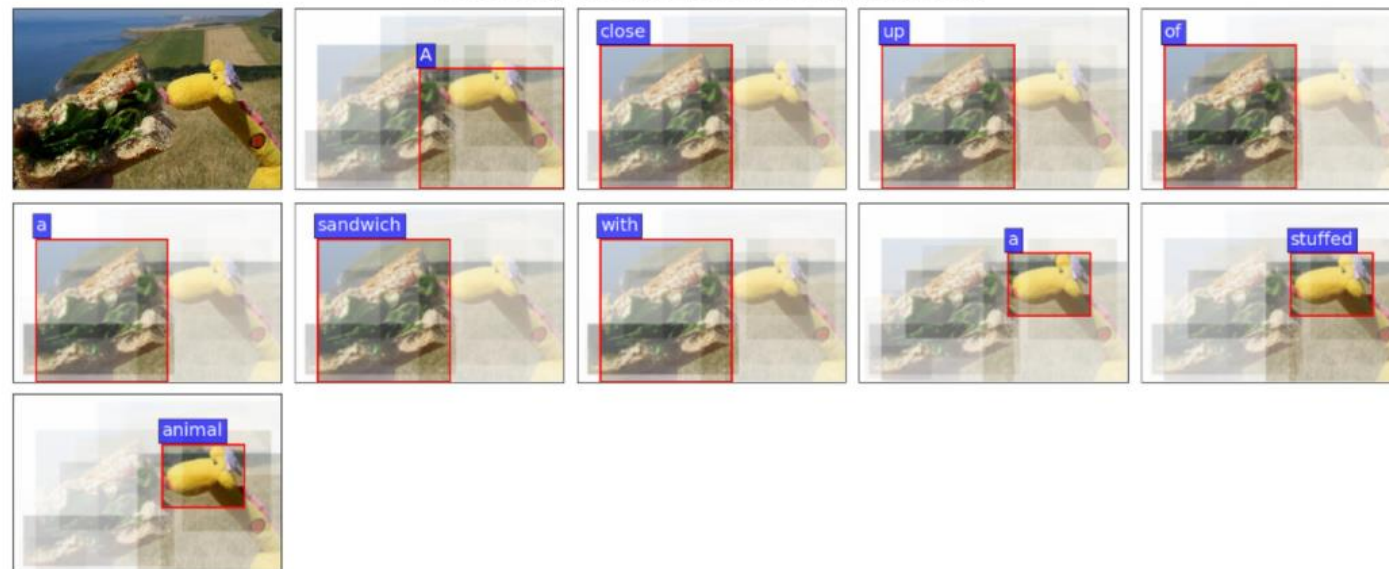 A
close
up
of
a
sandwich
with
a
stuffed
animal